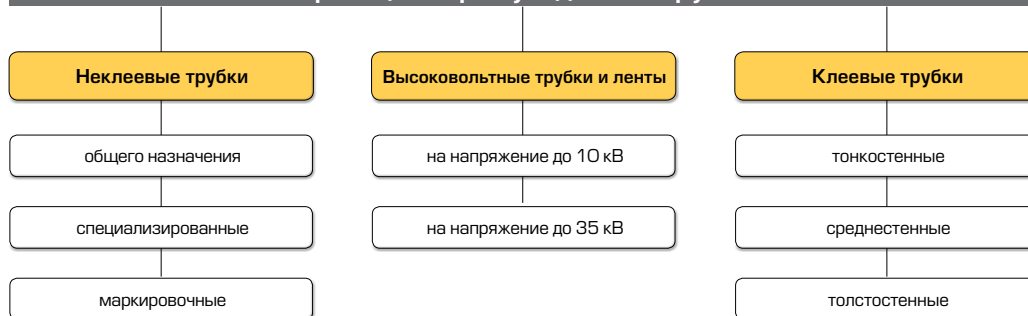 Неклеевые трубки
общего назначения
специализированные
маркировочные
Высоковольтные трубки и ленты
на напряжение до 10 кВ
на напряжение до 35 кВ
Клеевые трубки
тонкостенные
среднестенные
толстостенные